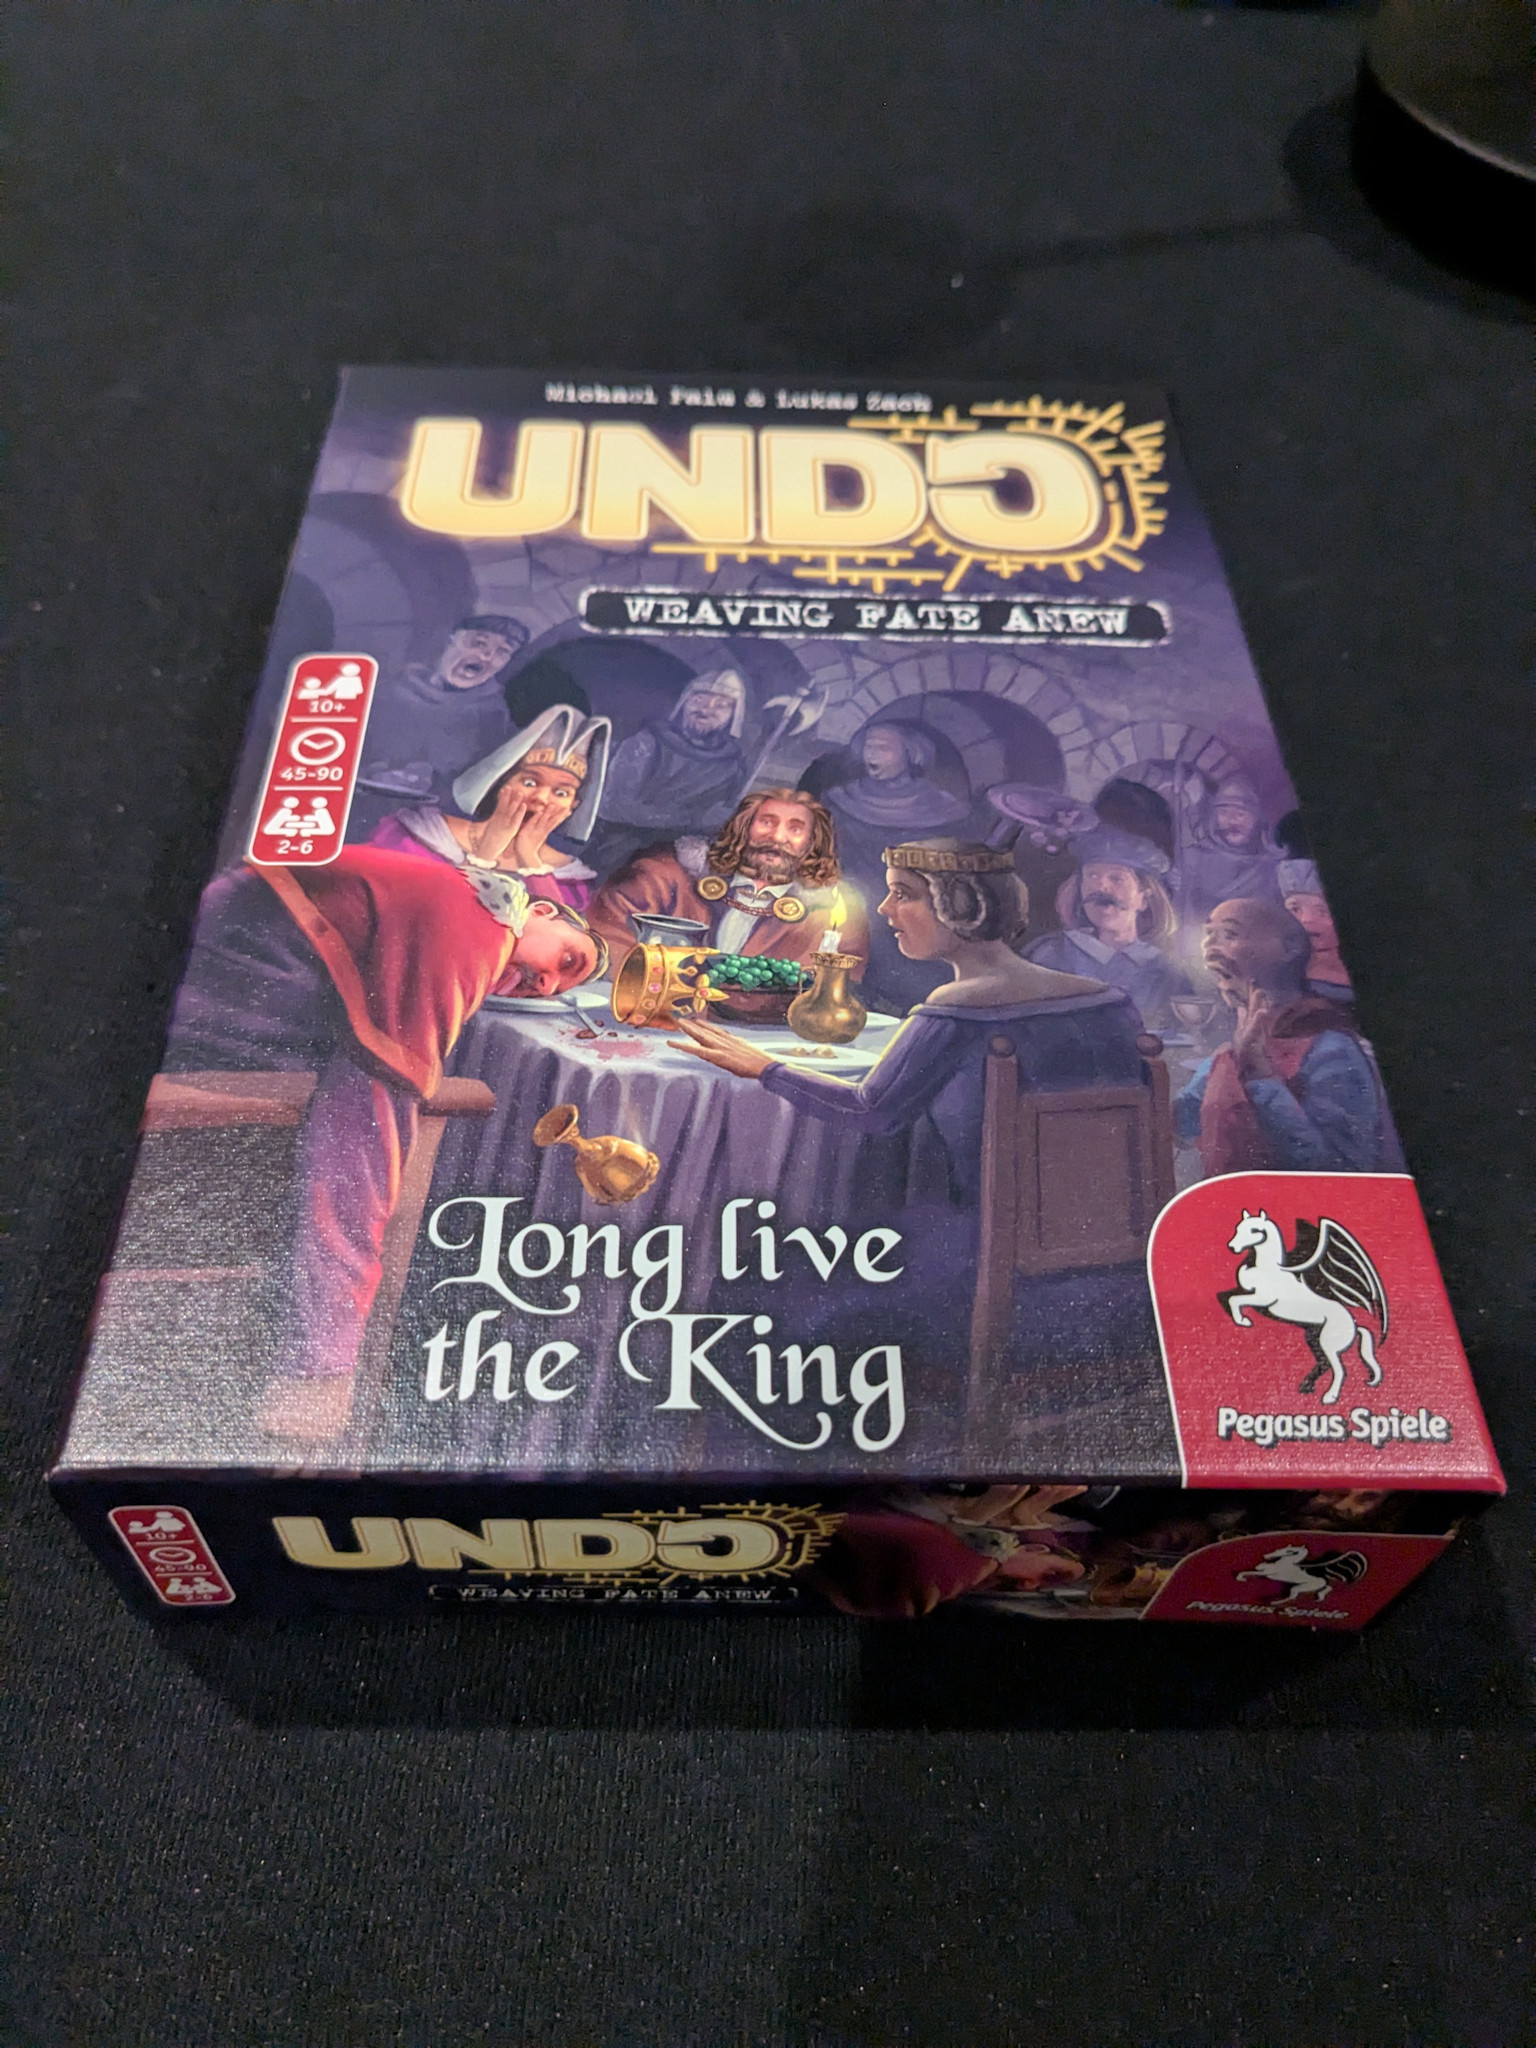 Michael Palm & Lukas Zach
UNDO
WEAVING FATE ANEW
10+
45-90
2-6
Long live
the King
Pegasus Spiele
10+
45-90
2-6
UNDO
WEAVING FATE ANEW
Pegasus Spiele